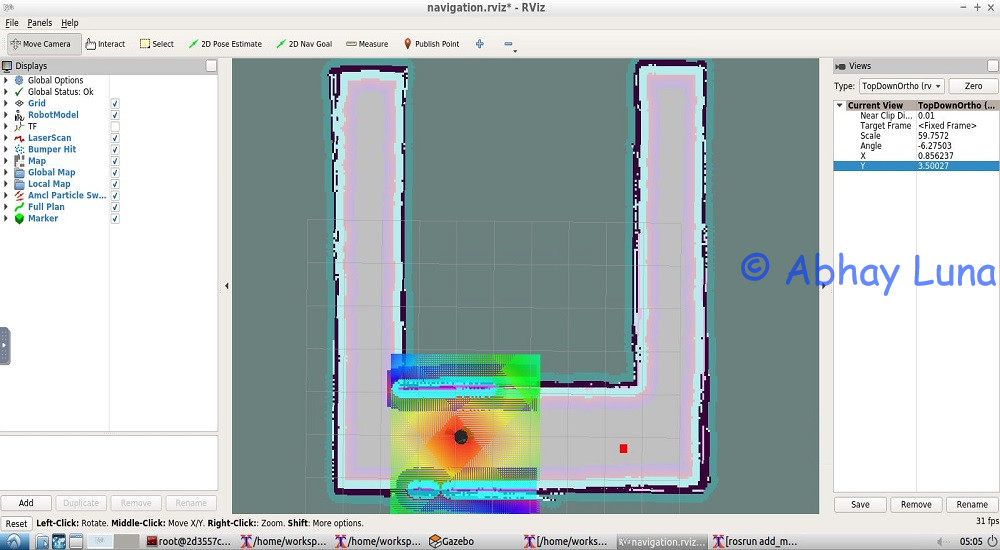 navigation.rviz* - RViz
File Panels Help
Move Camera Interact Select 2D Pose Estimate 2D Nav Goal Measure Publish Point
Displays
Global Options
Global Status: Ok
Grid
RobotModel
TF
LaserScan
Bumper Hit
Map
Global Map
Local Map
Amcl Particle Sw...
Full Plan
Marker
Add Duplicate Remove Rename
Views
Type: TopDownOrtho (rv Zero
Current View TopDownOrtho (...
Near Clip Di... 0.01
Target Frame <Fixed Frame>
Scale 59.7572
Angle -6.27503
X 0.856237
Y 3.50027
© Abhay Luna
Save Remove Rename
Reset Left-Click: Rotate. Middle-Click: Move X/Y. Right-Click:: Zoom. Shift: More options. 31 fps
root@2d3557c... /home/worksp... /home/worksp... Gazebo [/home/works... navigation.rviz... [rosrun add_m... 05:05